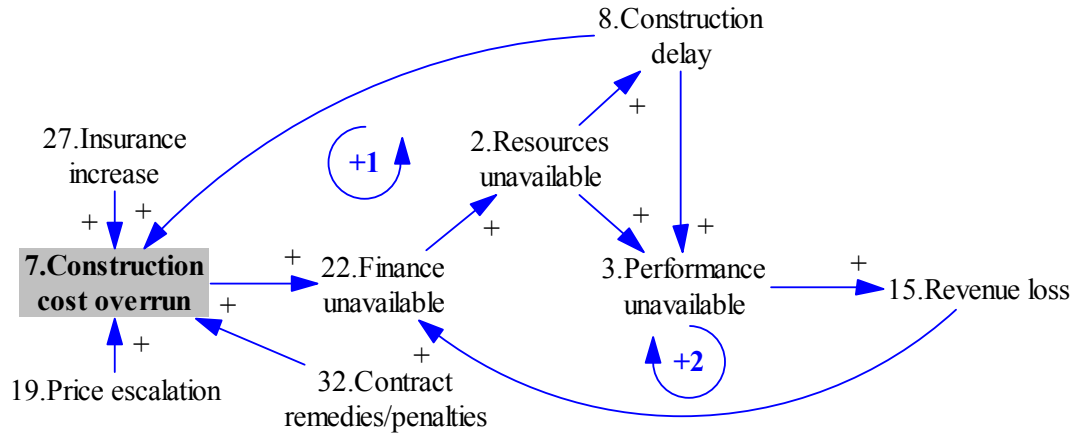 8.Construction
delay
+
27.Insurance
increase
2.Resources
unavailable
+1
+
+
+
+
+
7.Construction
cost overrun
+
22.Finance
unavailable
3.Performance
unavailable
+
15.Revenue loss
+
+
+
19.Price escalation
32.Contract
remedies/penalties
+2